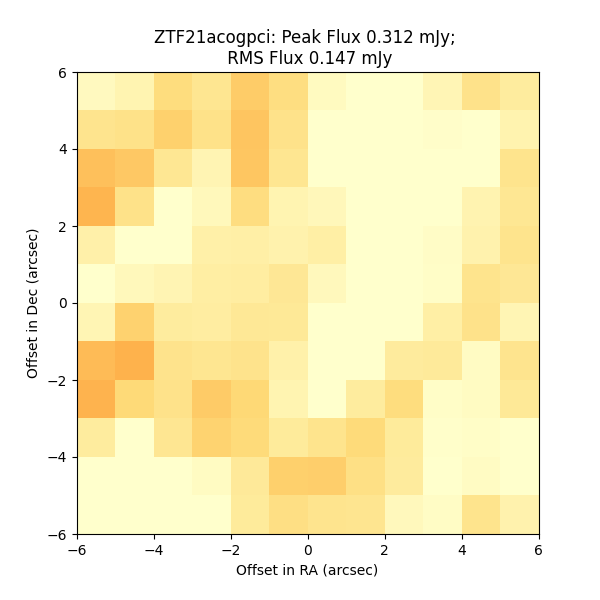 ZTF21acogpci: Peak Flux 0.312 mJy;
RMS Flux 0.147 mJy
6
4
2
0
−2
−4
−6
Offset in Dec (arcsec)
−6 −4 −2 0 2 4 6
Offset in RA (arcsec)